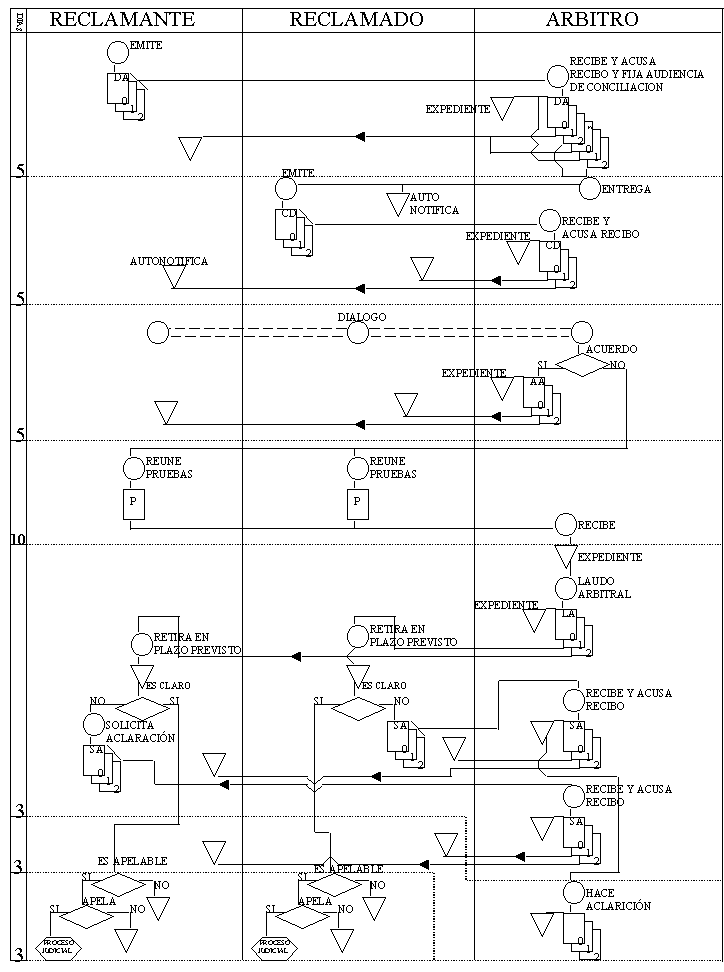 DIAS
RECLAMANTE
RECLAMADO
ARBITRO
EMITE
DA
0
1
2
RECIBE Y ACUSA
RECIBO Y FIJA AUDIENCIA
DE CONCILIACION
EXPEDIENTE
DA
0
1
2
0
1
2
5
EMITE
CD
0
1
2
AUTO
NOTIFICA
ENTREGA
RECIBE Y
ACUSA RECIBO
EXPEDIENTE
CD
0
1
2
AUTONOTIFICA
5
DIALOGO
ACUERDO
SI
NO
EXPEDIENTE
AA
0
1
2
5
REUNE
PRUEBAS
P
REUNE
PRUEBAS
P
RECIBE
10
EXPEDIENTE
LAUDO
ARBITRAL
EXPEDIENTE
LA
0
1
2
RETIRA EN
PLAZO PREVISTO
RETIRA EN
PLAZO PREVISTO
ES CLARO
NO
SI
ES CLARO
SI
NO
SOLICITA
ACLARACIÓN
SA
0
1
2
SA
0
1
2
RECIBE Y ACUSA
RECIBO
SA
0
1
2
RECIBE Y ACUSA
RECIBO
SA
0
1
2
3
ES APELABLE
SI
NO
ES APELABLE
SI
NO
3
APELA
SI
NO
APELA
SI
NO
PROCESO
JUDICIAL
PROCESO
JUDICIAL
HACE
ACLARICIÓN
0
1
2
3